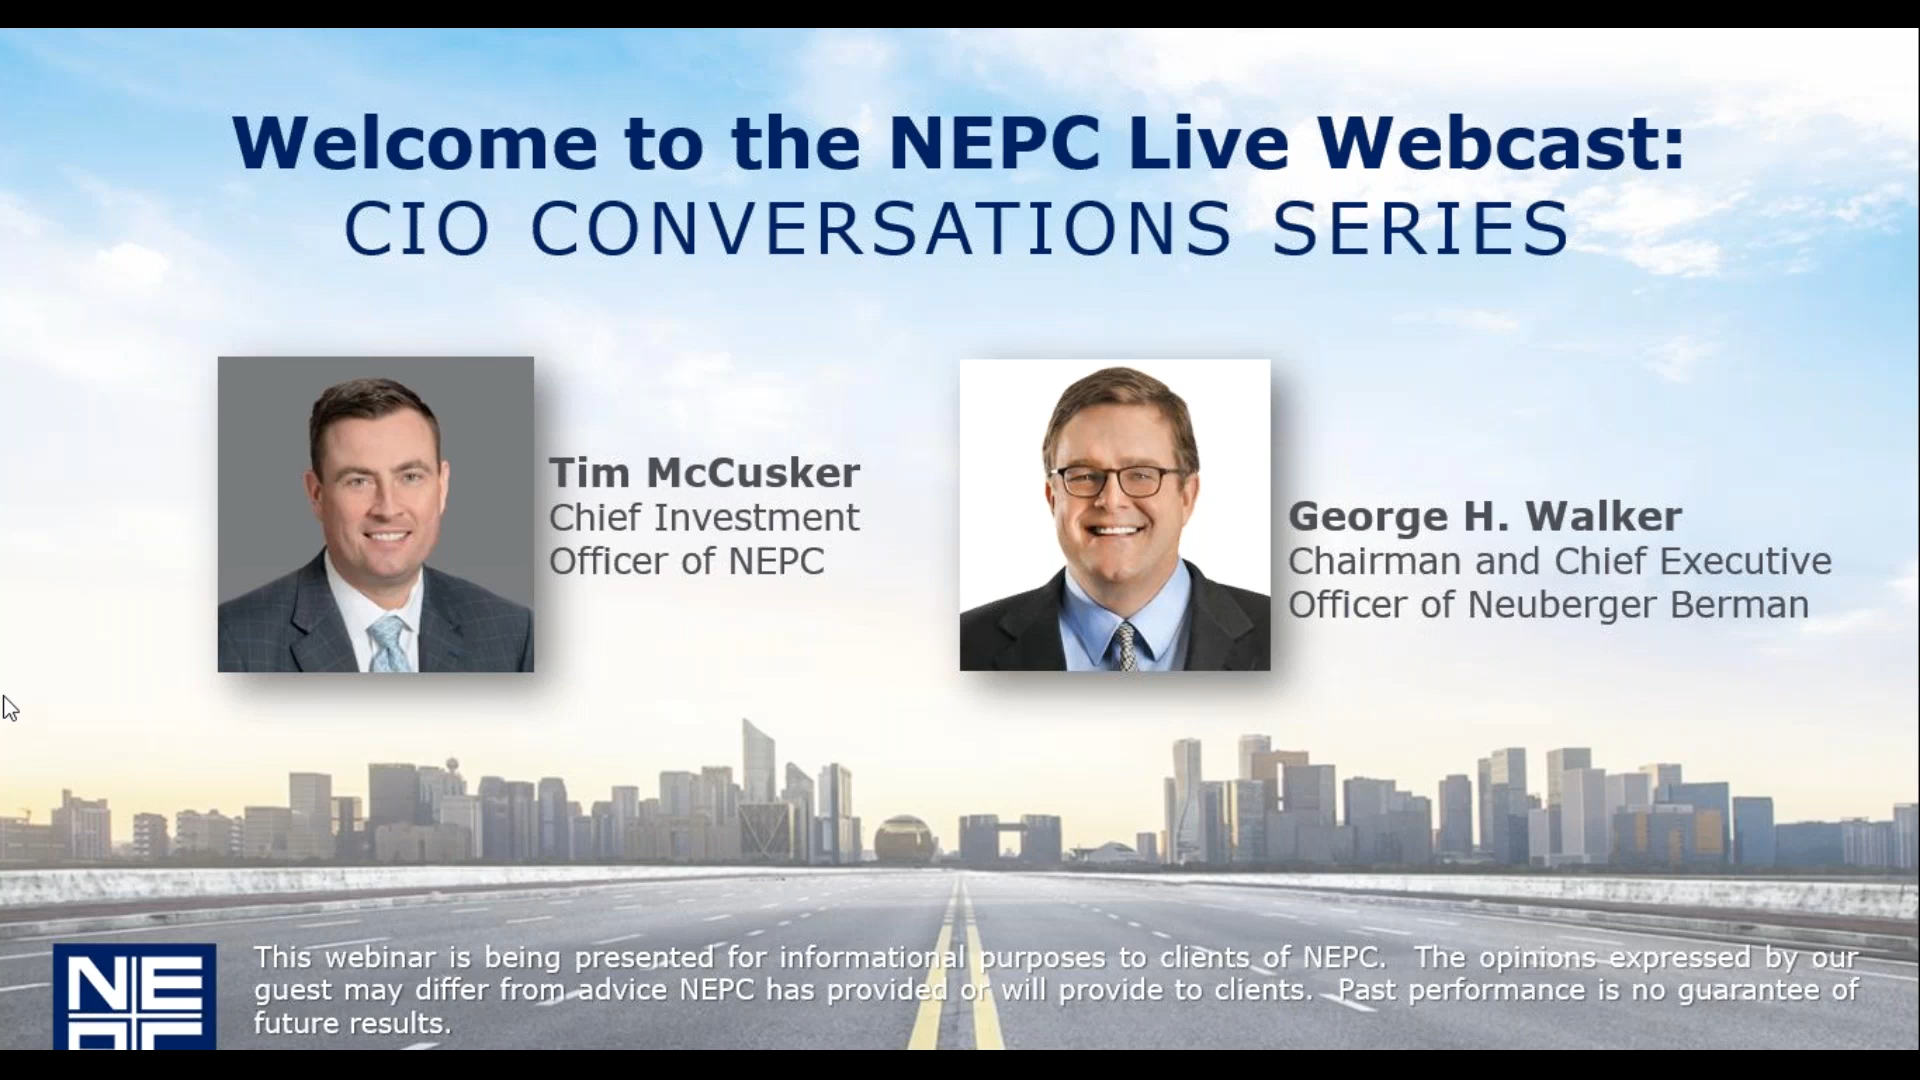 Welcome to the NEPC Live Webcast:
CIO CONVERSATIONS SERIES
Tim McCusker
Chief Investment
Officer of NEPC
George H. Walker
Chairman and Chief Executive
Officer of Neuberger Berman
This webinar is being presented for informational purposes to clients of NEPC. The opinions expressed by our
guest may differ from advice NEPC has provided or will provide to clients. Past performance is no guarantee of
future results.
NE
PC